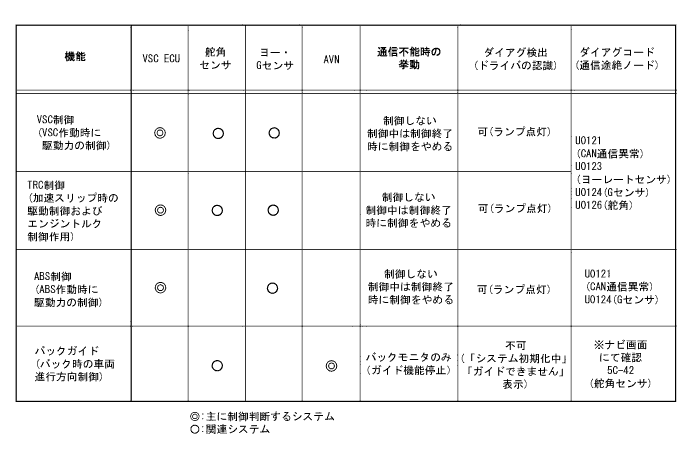 機能
VSC ECU
舵角
センサ
ヨー・
Gセンサ
AVN
通信不能時の
挙動
ダイアグ検出
(ドライバの認識)
ダイアグコード
(通信途絶ノード)
VSC制御
(VSC作動時に
駆動力の制御)
◎
○
○
制御しない
制御中は制御終了
時に制御をやめる
可(ランプ点灯)
U0121
(CAN通信異常)
U0123
(ヨーレートセンサ)
U0124(Gセンサ)
U0126(舵角)
TRC制御
(加速スリップ時の
駆動制御および
エンジントルク
制御作用)
◎
○
○
制御しない
制御中は制御終了
時に制御をやめる
可(ランプ点灯)
ABS制御
(ABS作動時に
駆動力の制御)
◎
○
制御しない
制御中は制御終了
時に制御をやめる
可(ランプ点灯)
U0121
(CAN通信異常)
U0124(Gセンサ)
バックガイド
(バック時の車両
進行方向制御)
○
◎
バックモニタのみ
(ガイド機能停止)
不可
(「システム初期化中」
「ガイドできません」
表示)
※ナビ画面
にて確認
5C-42
(舵角センサ)
◎:主に制御判断するシステム
○:関連システム